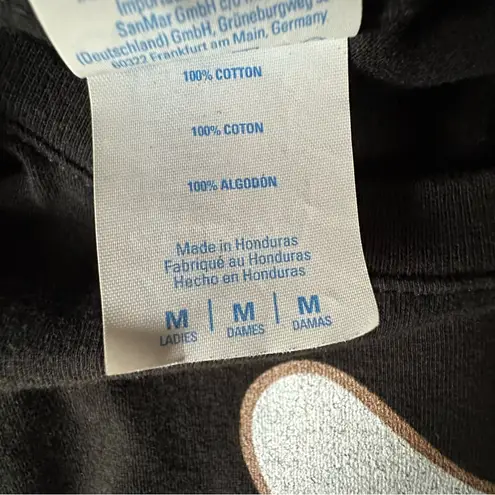 SanMar GmbH c/o
(Deutschland) GmbH, Grüneburgweg
60322 Frankfurt am Main, Germany
100% COTTON
100% COTON
100% ALGODÓN
Made in Honduras
Fabriqué au Honduras
Hecho en Honduras
M | M | M
LADIES DAMES DAMAS